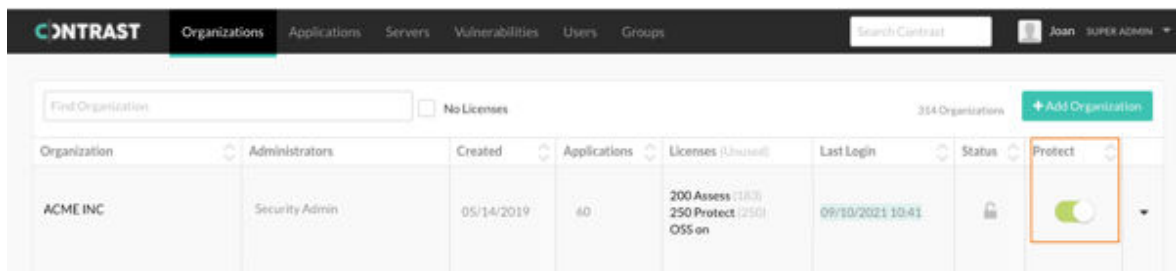 CONTRAST Organizations Applications Servers Vulnerabilities Users Groups Search Contrast Joan SUPER ADMIN
Find Organization No Licenses 314 Organizations +Add Organization
Organization Administrators Created Applications Licenses (Unused) Last Login Status Protect
ACME INC Security Admin 05/14/2019 60 200 Assess (183) 09/10/2021 10:41
250 Protect (250)
OSS on